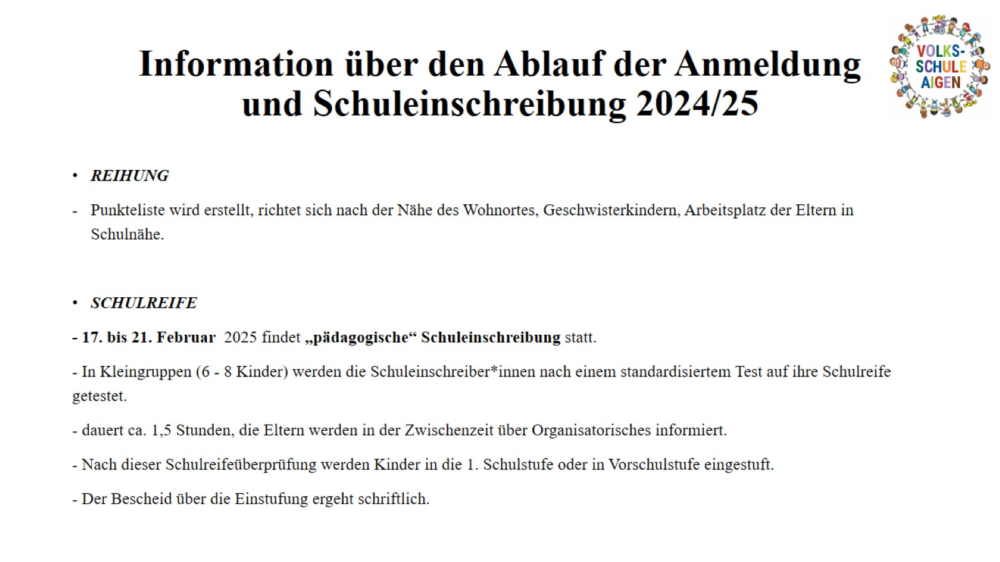 Information über den Ablauf der Anmeldung
und Schuleinschreibung 2024/25
VOLKS-
SCHULE
AIGEN
• REIHUNG
- Punkteliste wird erstellt, richtet sich nach der Nähe des Wohnortes, Geschwisterkindern, Arbeitsplatz der Eltern in
Schulnähe.
• SCHULREIFE
- 17. bis 21. Februar 2025 findet „pädagogische“ Schuleinschreibung statt.
- In Kleingruppen (6 - 8 Kinder) werden die Schuleinschreiber*innen nach einem standardisiertem Test auf ihre Schulreife
getestet.
- dauert ca. 1,5 Stunden, die Eltern werden in der Zwischenzeit über Organisatorisches informiert.
- Nach dieser Schulreifeüberprüfung werden Kinder in die 1. Schulstufe oder in Vorschulstufe eingestuft.
- Der Bescheid über die Einstufung ergeht schriftlich.